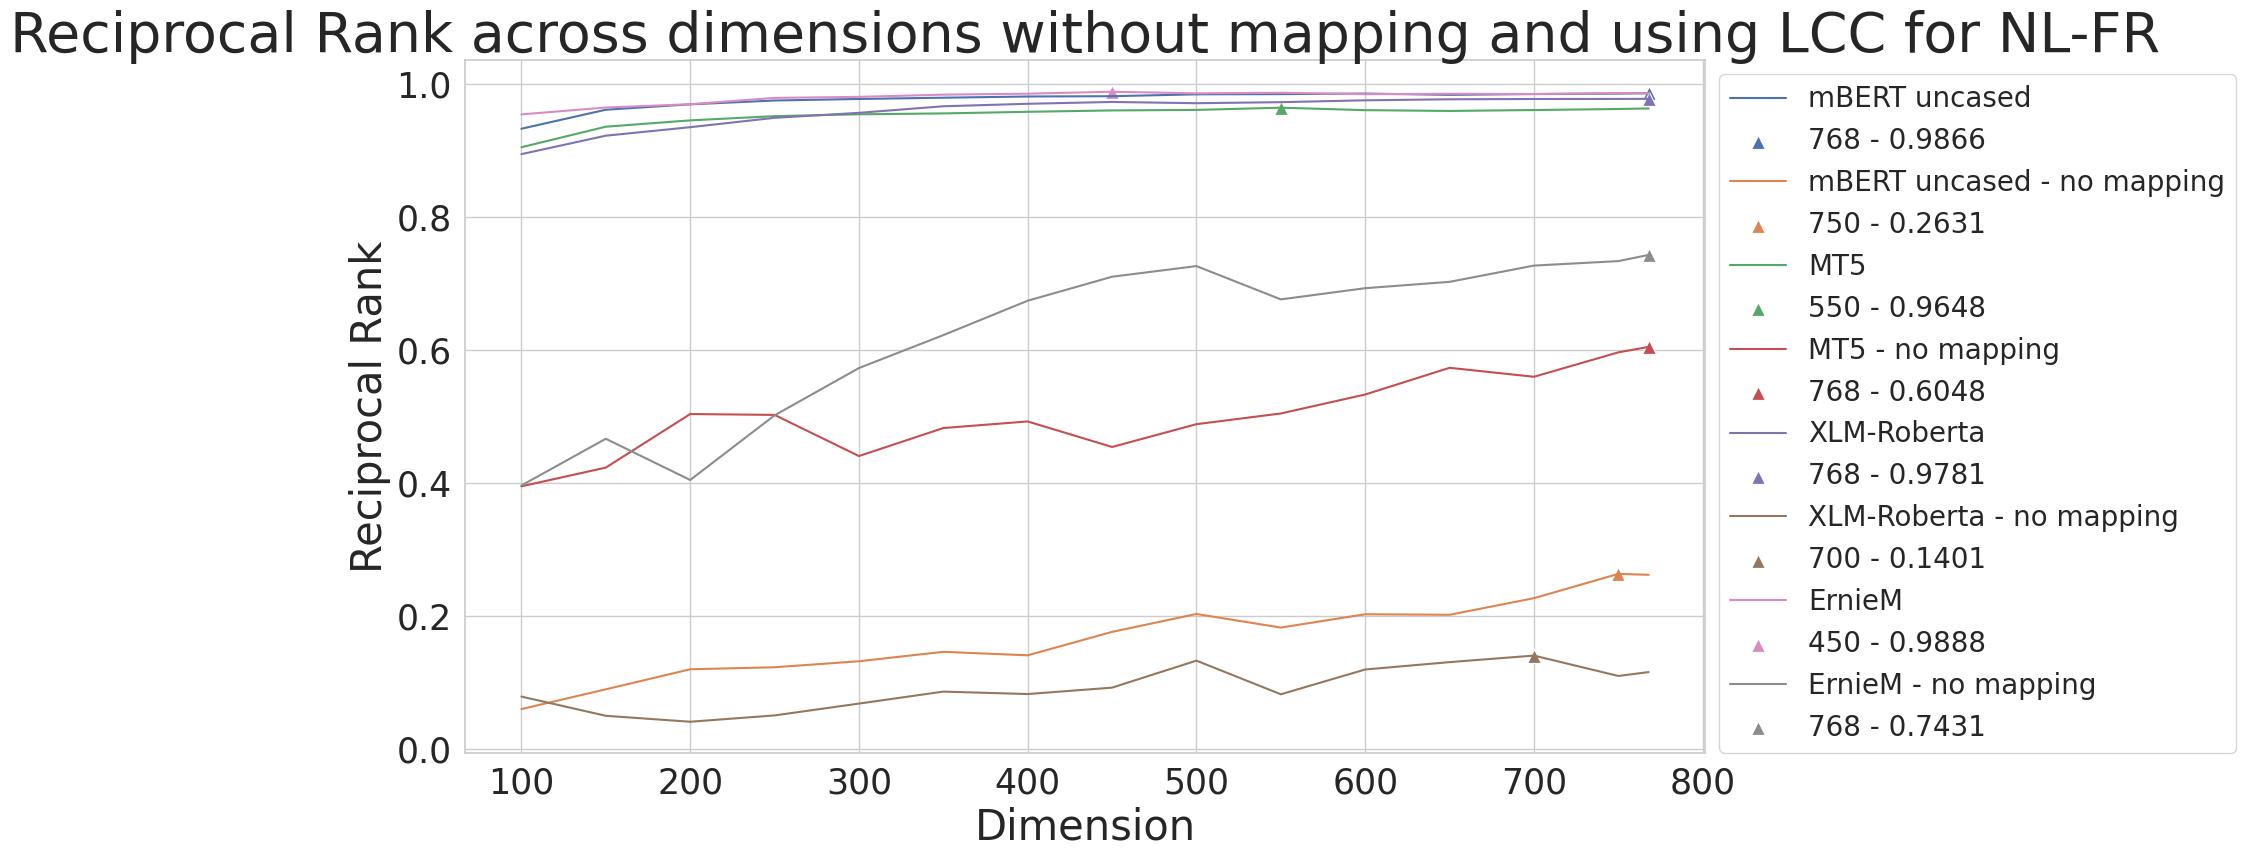 Reciprocal Rank across dimensions without mapping and using LCC for NL-FR
1.0
0.8
0.6
0.4
0.2
0.0
Reciprocal Rank
100 200 300 400 500 600 700 800
Dimension
mBERT uncased
768 - 0.9866
mBERT uncased - no mapping
750 - 0.2631
MT5
550 - 0.9648
MT5 - no mapping
768 - 0.6048
XLM-Roberta
768 - 0.9781
XLM-Roberta - no mapping
700 - 0.1401
ErnieM
450 - 0.9888
ErnieM - no mapping
768 - 0.7431